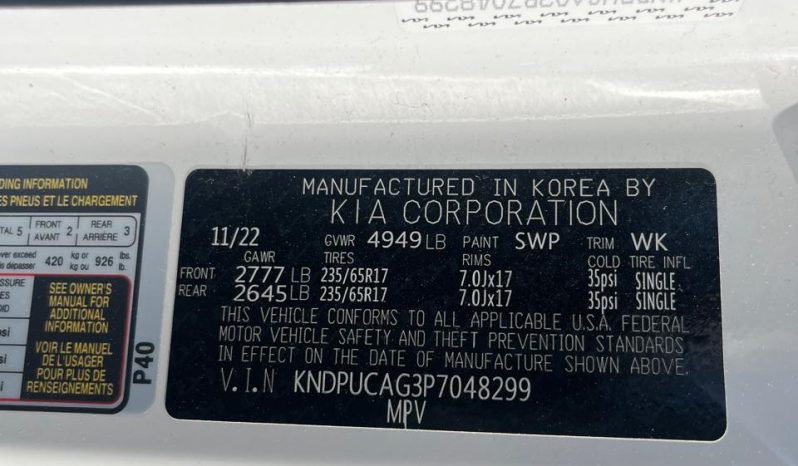 DING INFORMATION
ES PNEUS ET LE CHARGEMENT
TAL 5 FRONT AVANT 2 REAR ARRIÈRE 3
ever exceed 420 kg or kg ou 926 lbs. lb.
dépasser
SEE OWNER'S
MANUAL FOR
ADDITIONAL
INFORMATION
VOIR LE MANUEL
DE L'USAGER
POUR PLUS DE
RENSEIGNEMENTS
P40
MANUFACTURED IN KOREA BY
KIA CORPORATION
11/22 GVWR 4949 LB PAINT SWP TRIM WK
GAWR TIRES RIMS COLD TIRE INFL
FRONT 2777 LB 235/65R17 7.0Jx17 35psi SINGLE
REAR 2645 LB 235/65R17 7.0Jx17 35psi SINGLE
THIS VEHICLE CONFORMS TO ALL APPLICABLE U.S.A. FEDERAL
MOTOR VEHICLE SAFETY AND THEFT PREVENTION STANDARDS
IN EFFECT ON THE DATE OF MANUFACTURE SHOWN ABOVE.
V.I.N KNDPUCAG3P7048299
MPV